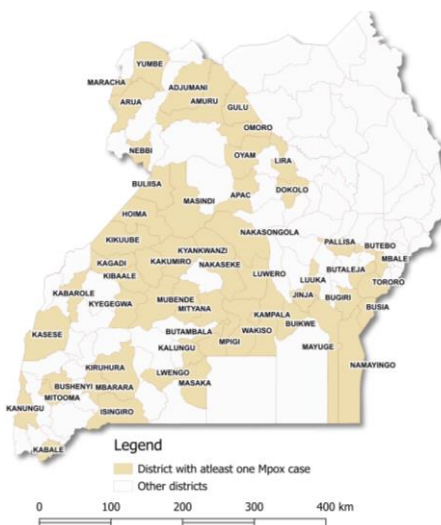 YUMBE
MARACHA
ADJUMANI
ARUA
AMURU
GULU
OMORO
NEBBI
OYAM
LIRA
BULIISA
MASINDI
APAC
DOKOLO
HOIMA
NAKASONGOLA
KIKUUBE
PALLISA
BUTEBO
KYANKWANZI
MBALE
KAGADI
KAKUMIRO
NAKASEKE
BUTALEJA
KIBAALE
LUWERO
LUUKA
TORORO
KABAROLE
MUBENDE
JINJA
BUGIRI
KYEGEGWA
MITYANA
BUSIA
KAMPALA
KASESE
BUTAMBALA
WAKISO
BUIKWE
KALUNGU
MPIGI
MAYUGE
KIRUHURA
LWENGO
NAMAYINGO
BUSHENYI
MBARARA
MASAKA
MITOOMA
KANUNGU
ISINGIRO
KABALE
Legend
District with atleast one Mpox case
Other districts
0 100 200 300 400 km